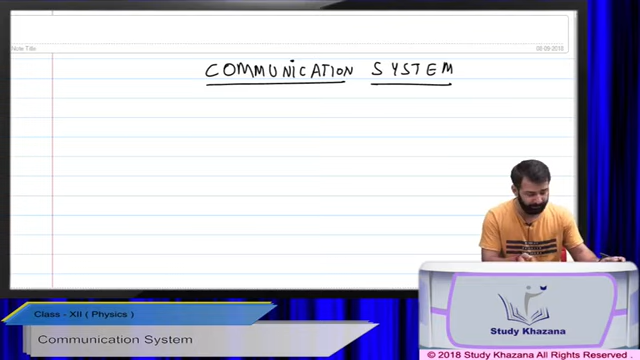 Note Title
08-09-2018
COMMUNICATION SYSTEM
Study Khazana
Class - XII ( Physics )
Communication System
© 2018 Study Khazana All Rights Reserved .